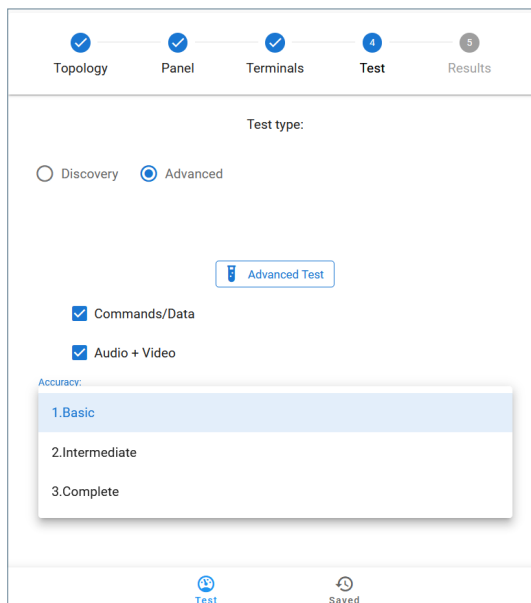 4
5
Topology
Panel
Terminals
Test
Results
Test type:
Discovery
Advanced
Advanced Test
Commands/Data
Audio + Video
Accuracy:
1.Basic
2.Intermediate
3.Complete
Test
Saved